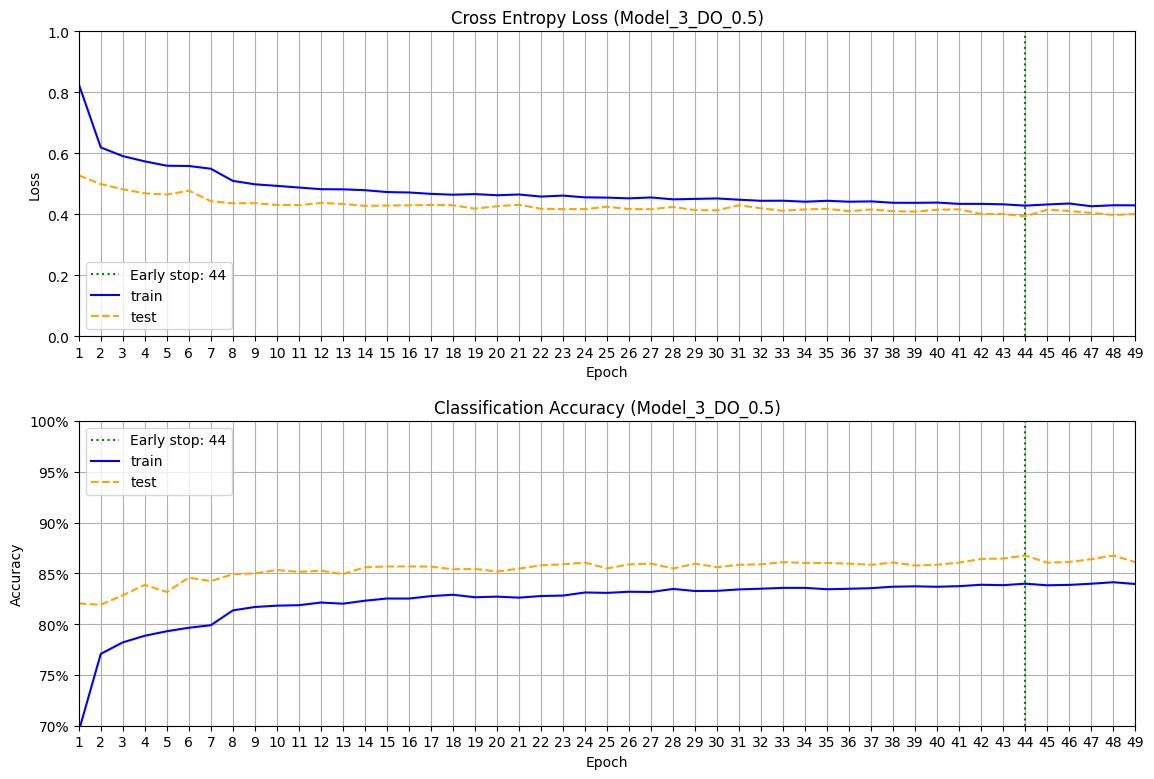 Cross Entropy Loss (Model_3_DO_0.5)
1.0
0.8
0.6
0.4
0.2
0.0
Loss
Early stop: 44
train
test
1 2 3 4 5 6 7 8 9 10 11 12 13 14 15 16 17 18 19 20 21 22 23 24 25 26 27 28 29 30 31 32 33 34 35 36 37 38 39 40 41 42 43 44 45 46 47 48 49
Epoch
Classification Accuracy (Model_3_DO_0.5)
100%
95%
90%
85%
80%
75%
70%
Accuracy
Early stop: 44
train
test
1 2 3 4 5 6 7 8 9 10 11 12 13 14 15 16 17 18 19 20 21 22 23 24 25 26 27 28 29 30 31 32 33 34 35 36 37 38 39 40 41 42 43 44 45 46 47 48 49
Epoch